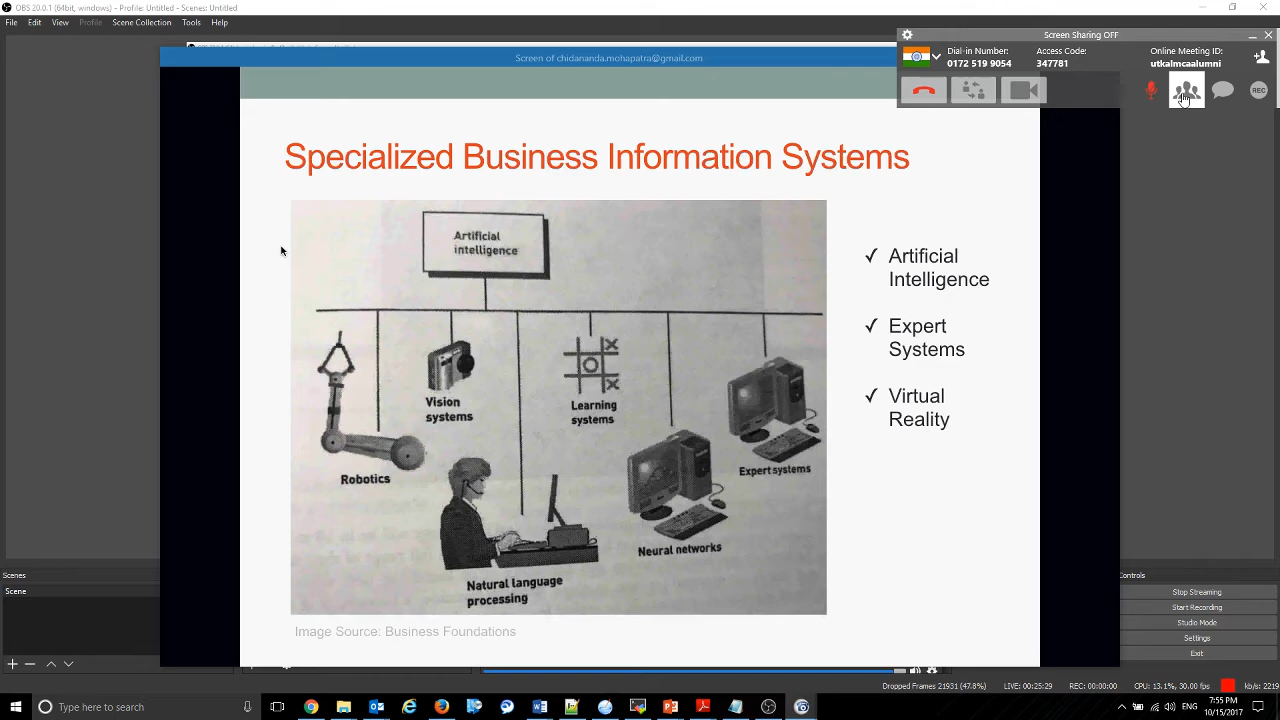 OBS 20.0.1 (64bit, windows) - Profile: Untitled - Scenes: Untitled
File Edit View Profile Scene Collection Tools Help
Screen of chidananda.mohapatra@gmail.com
Screen Sharing OFF
Dial-in Number: Access Code: Online Meeting ID:
0172 519 9054 347781 utkalmcaalumni
REC
Specialized Business Information Systems
Artificial
intelligence
Vision
systems
Learning
systems
Robotics
Expert systems
Natural language
processing
Neural networks
Image Source: Business Foundations
✓ Artificial
Intelligence
✓ Expert
Systems
✓ Virtual
Reality
Scenes
Scene
Controls
Stop Streaming
Start Recording
Studio Mode
Settings
Exit
Dropped Frames 21931 (47.8%) LIVE: 00:25:29 REC: 00:00:00 CPU: 13.1%, 30.00 fps kb/s: 2219
Type here to search
ENG
7:55 PM
10/15/2017